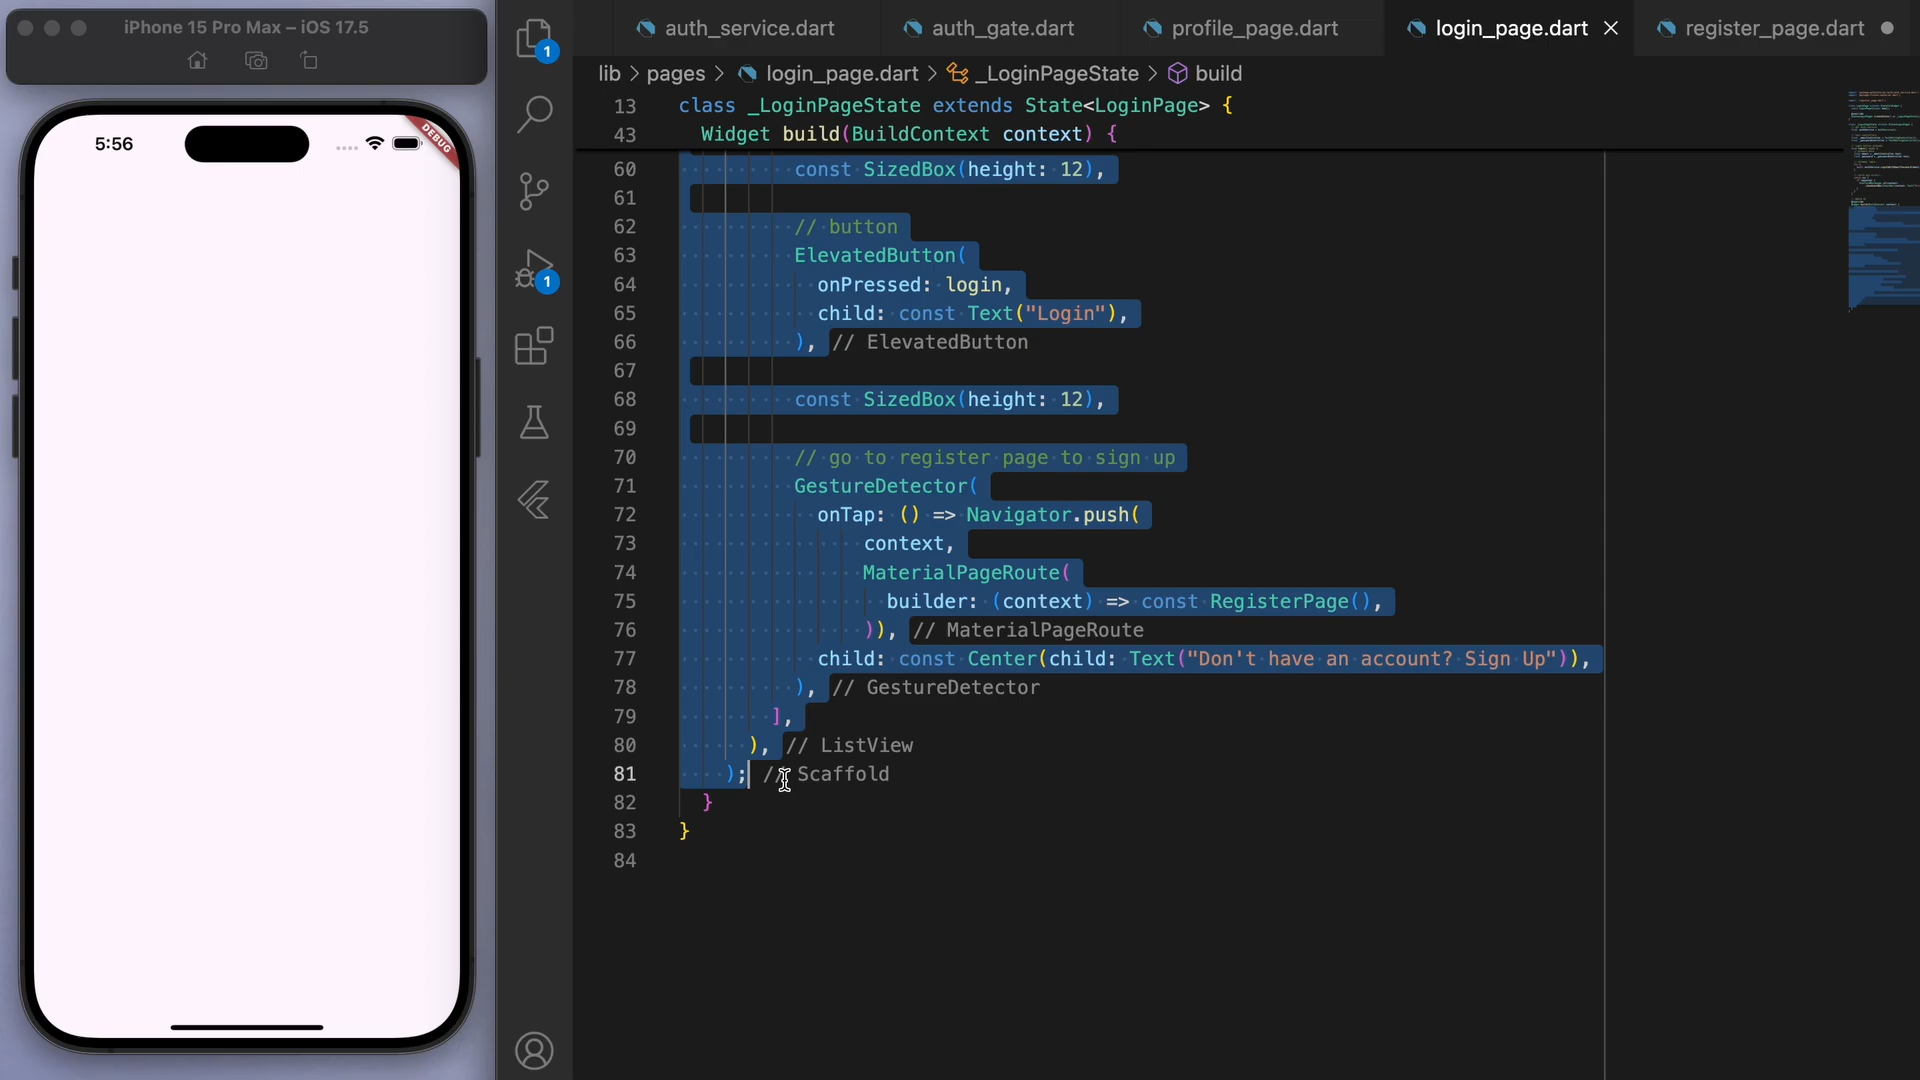 iPhone 15 Pro Max – iOS 17.5
5:56
DEBUG
1
1
auth_service.dart
auth_gate.dart
profile_page.dart
login_page.dart
register_page.dart
lib > pages > login_page.dart > _LoginPageState > build
13 class _LoginPageState extends State<LoginPage> {
43 Widget build(BuildContext context) {
60 const SizedBox(height: 12),
61
62 // button
63 ElevatedButton(
64 onPressed: login,
65 child: const Text("Login"),
66 ), // ElevatedButton
67
68 const SizedBox(height: 12),
69
70 // go to register page to sign up
71 GestureDetector(
72 onTap: () => Navigator.push(
73 context,
74 MaterialPageRoute(
75 builder: (context) => const RegisterPage(),
76 )), // MaterialPageRoute
77 child: const Center(child: Text("Don't have an account? Sign Up")),
78 ), // GestureDetector
79 ],
80 ), // ListView
81 ); // Scaffold
82 }
83 }
84